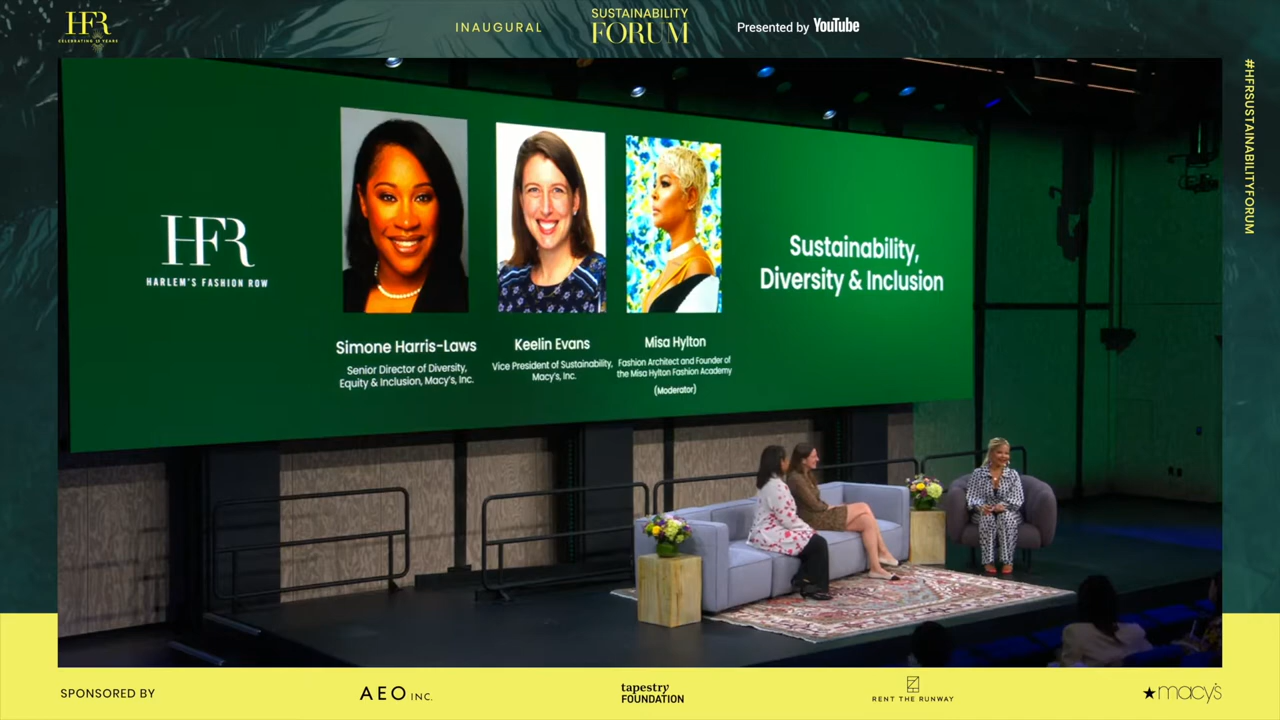 HFR
CELEBRATING 15 YEARS
INAUGURAL
SUSTAINABILITY
FORUM
Presented by YouTube
#HFRSUSTAINABILITYFORUM
HFR
HARLEM'S FASHION ROW
Simone Harris-Laws
Senior Director of Diversity,
Equity & Inclusion, Macy's, Inc.
Keelin Evans
Vice President of Sustainability,
Macy's, Inc.
Misa Hylton
Fashion Architect and Founder of
the Misa Hylton Fashion Academy
(Moderator)
Sustainability,
Diversity & Inclusion
SPONSORED BY
AEO INC.
tapestry
FOUNDATION
RENT THE RUNWAY
★macy's